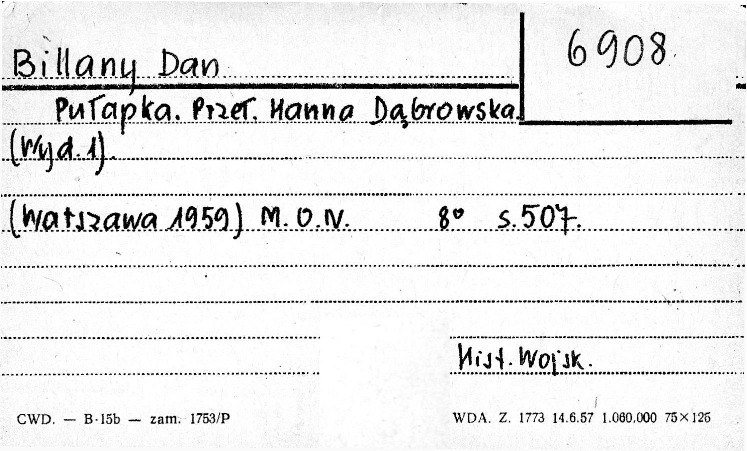 Billany Dan
6908.
Pułapka. Przeł. Hanna Dąbrowska.
(Wyd. 1).
(Warszawa 1959) M.O.N. 8° s.507.
Hist. Wojsk.
CWD. — B-15b — zam. 1753/P
WDA. Z. 1773 14.6.57 1.060.000 75×125